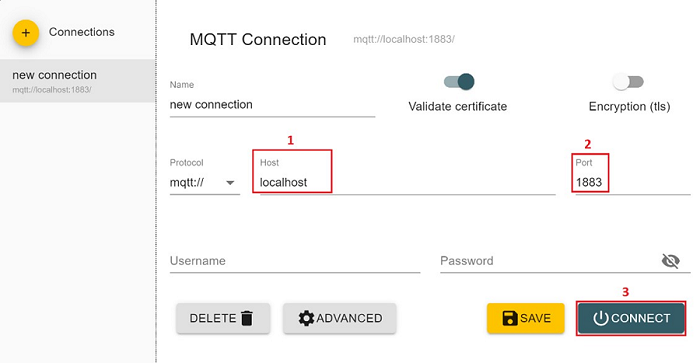 + Connections
new connection
mqtt://localhost:1883/
MQTT Connection mqtt://localhost:1883/
Name
new connection
Validate certificate
Encryption (tls)
1
2
Protocol
mqtt://
Host
localhost
Port
1883
Username
Password
3
DELETE
ADVANCED
SAVE
CONNECT